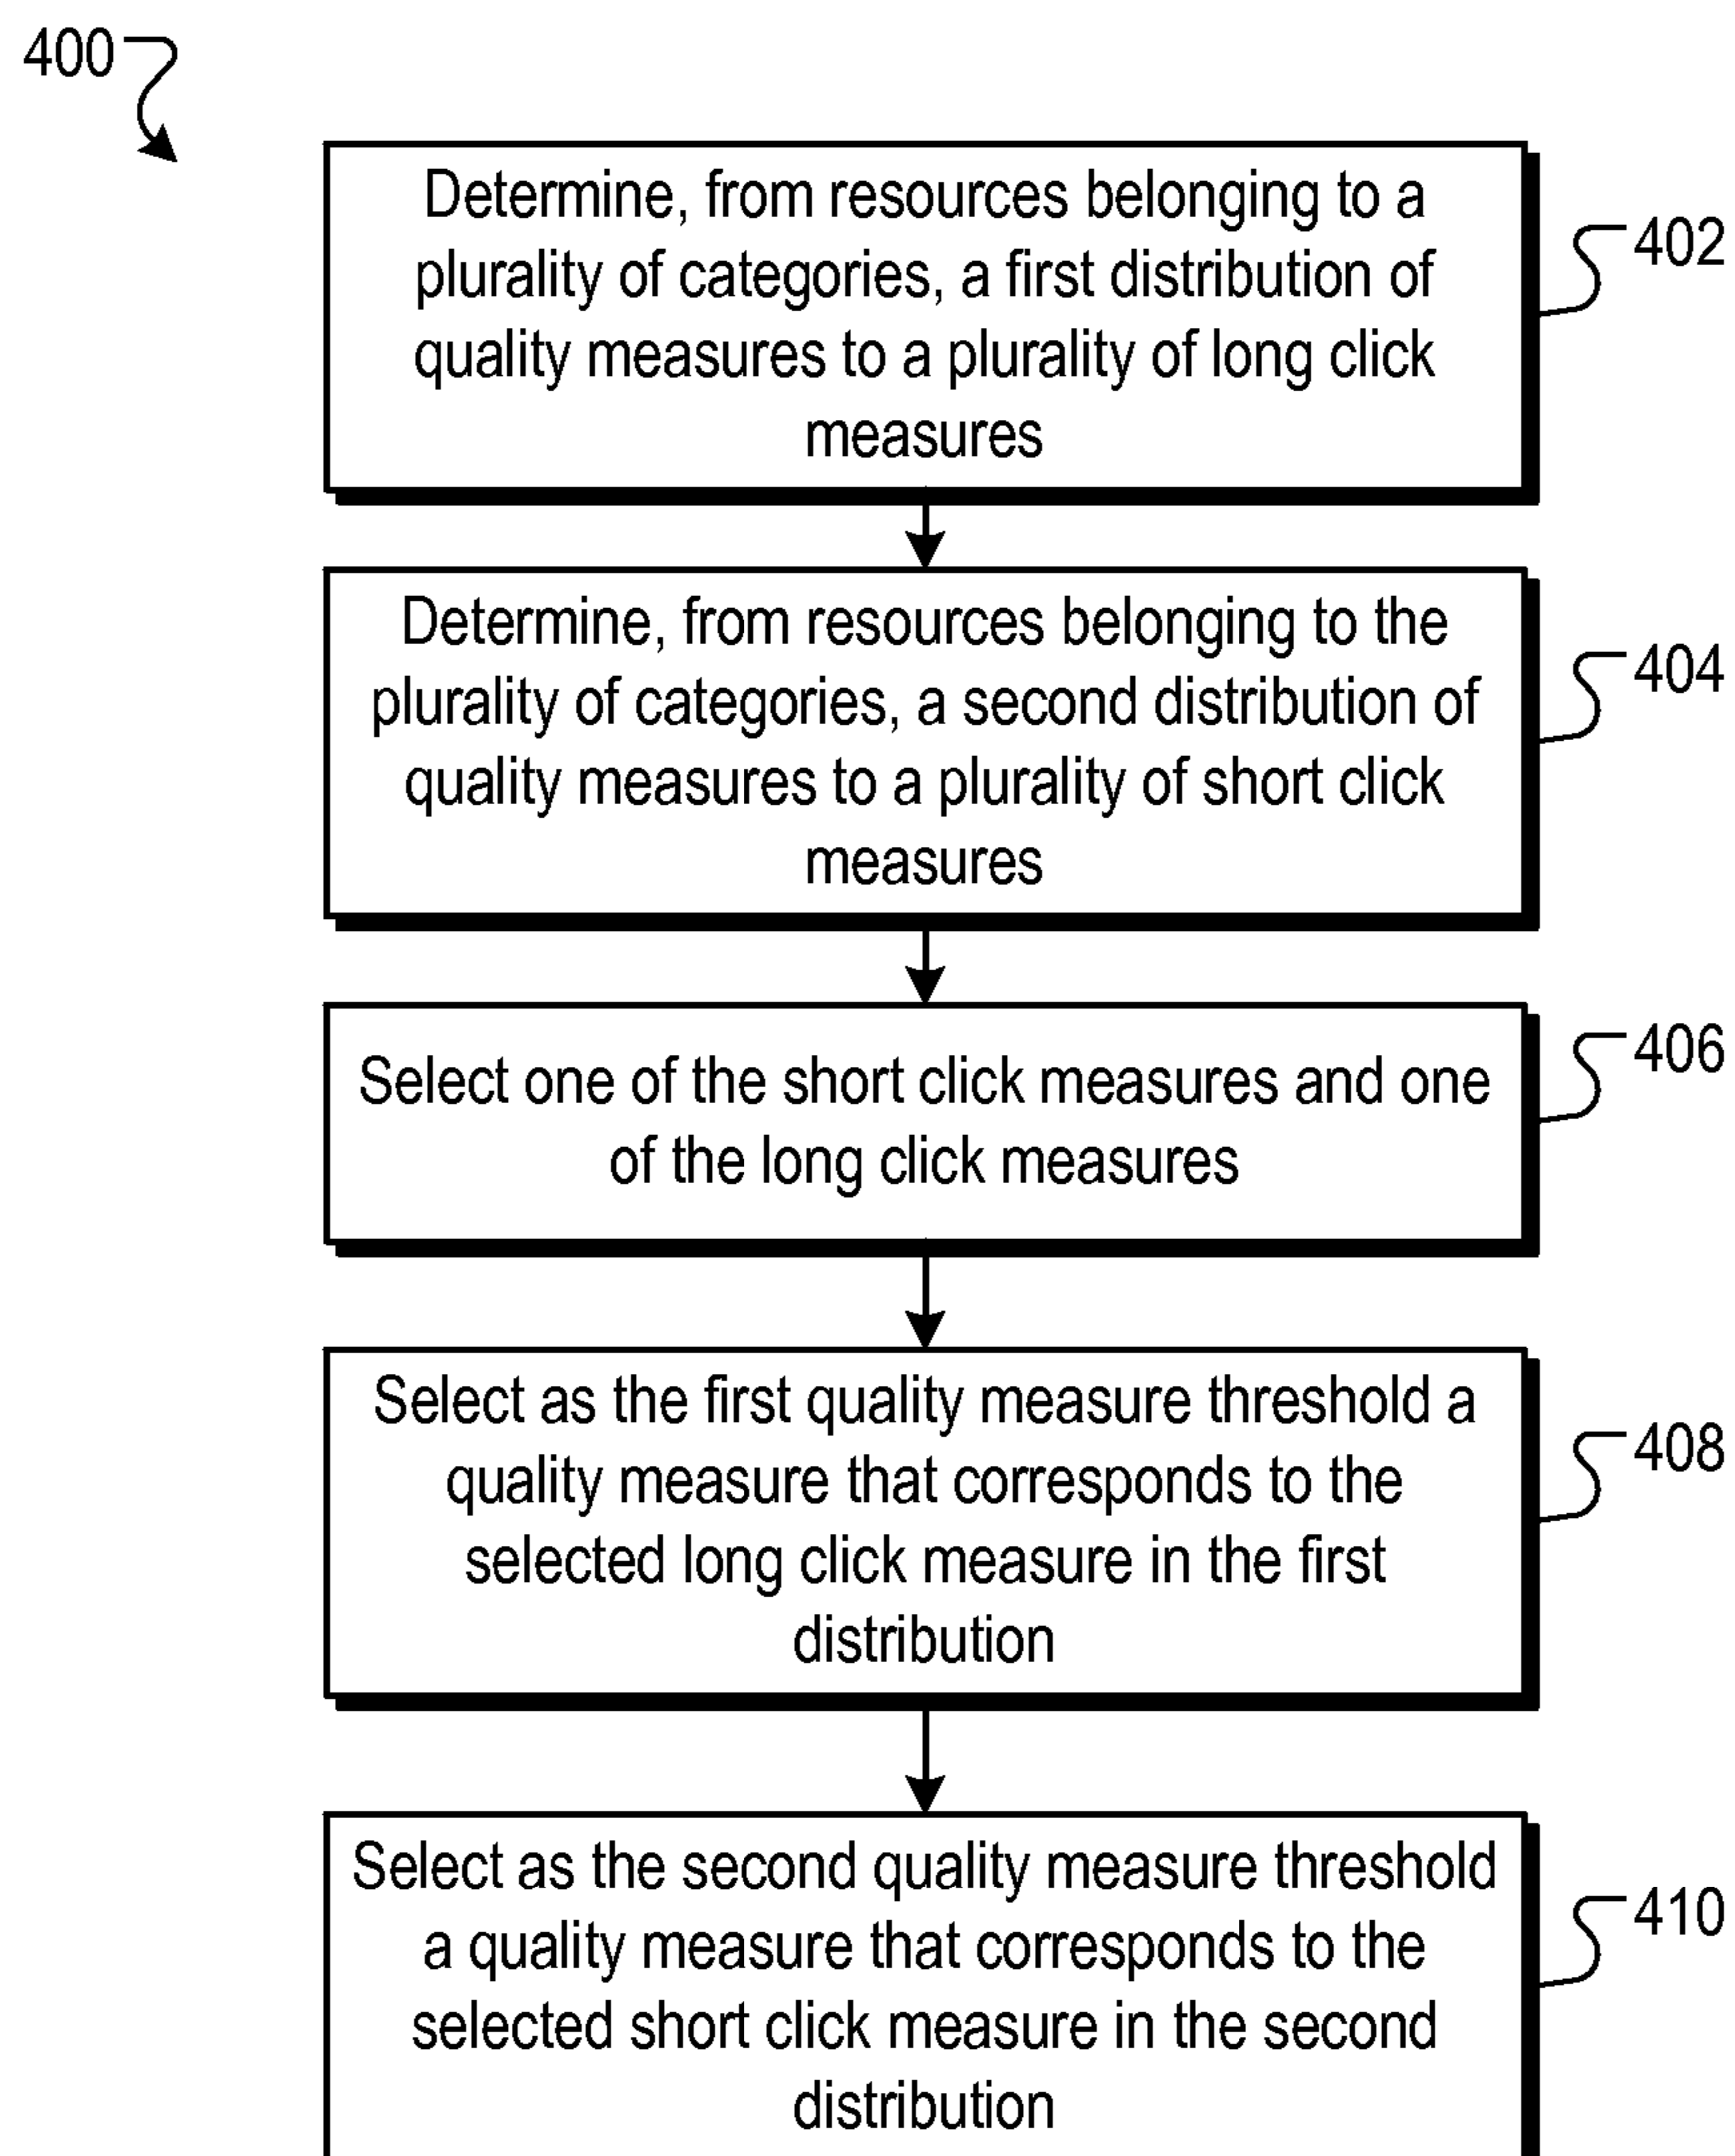 400
Determine, from resources belonging to a
plurality of categories, a first distribution of
quality measures to a plurality of long click
measures
402
Determine, from resources belonging to the
plurality of categories, a second distribution of
quality measures to a plurality of short click
measures
404
Select one of the short click measures and one
of the long click measures
406
Select as the first quality measure threshold a
quality measure that corresponds to the
selected long click measure in the first
distribution
408
Select as the second quality measure threshold
a quality measure that corresponds to the
selected short click measure in the second
distribution
410